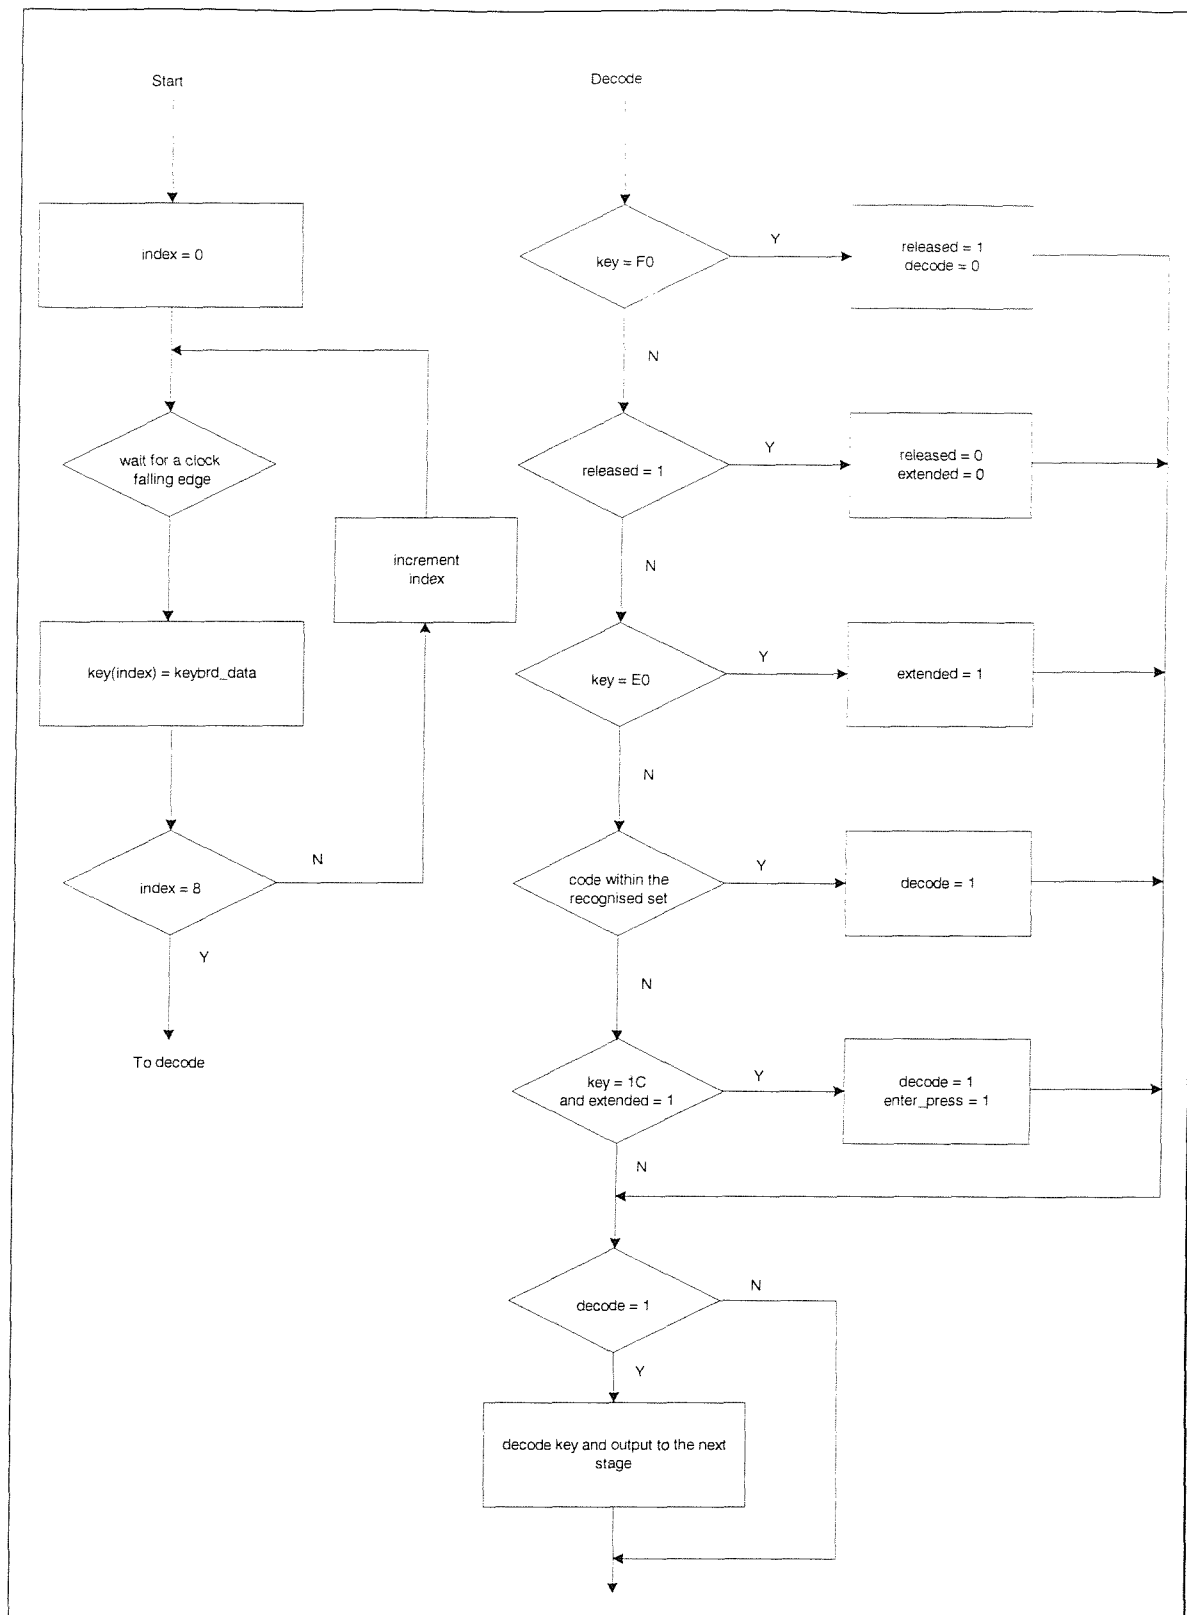 Start
index = 0
wait for a clock
falling edge
increment
index
key(index) = keybrd_data
index = 8
N
Y
To decode
Decode
key = F0
Y
released = 1
decode = 0
N
released = 1
Y
released = 0
extended = 0
N
key = E0
Y
extended = 1
N
code within the
recognised set
Y
decode = 1
N
key = 1C
and extended = 1
Y
decode = 1
enter_press = 1
N
decode = 1
N
Y
decode key and output to the next
stage